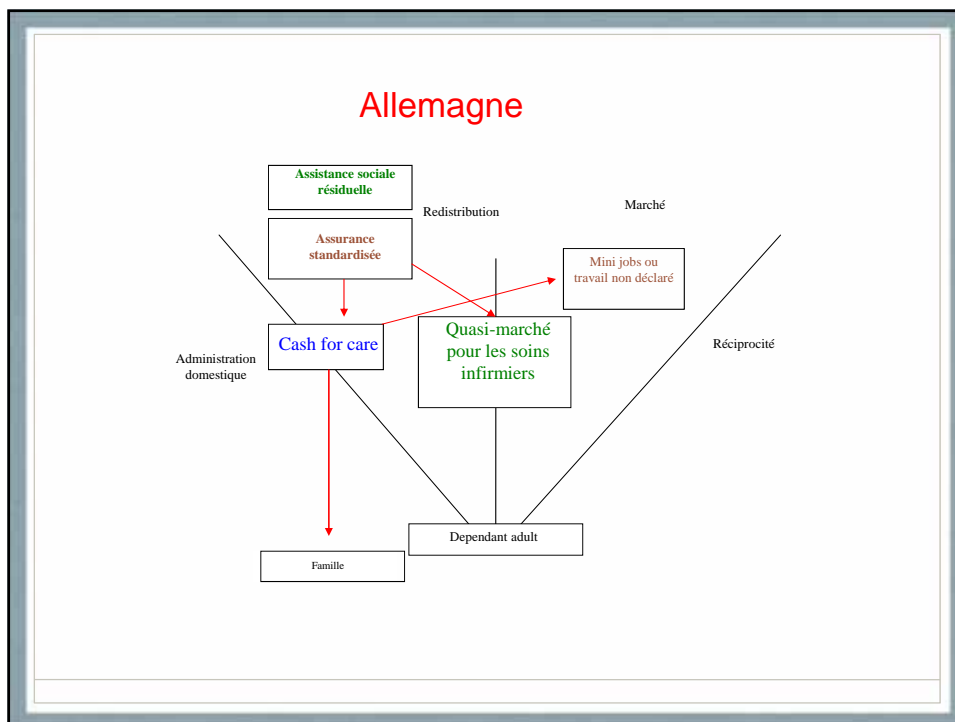 Allemagne
Assistance sociale
résiduelle
Redistribution
Marché
Assurance
standardisée
Mini jobs ou
travail non déclaré
Cash for care
Quasi-marché
pour les soins
infirmiers
Réciprocité
Administration
domestique
Dependant adult
Famille